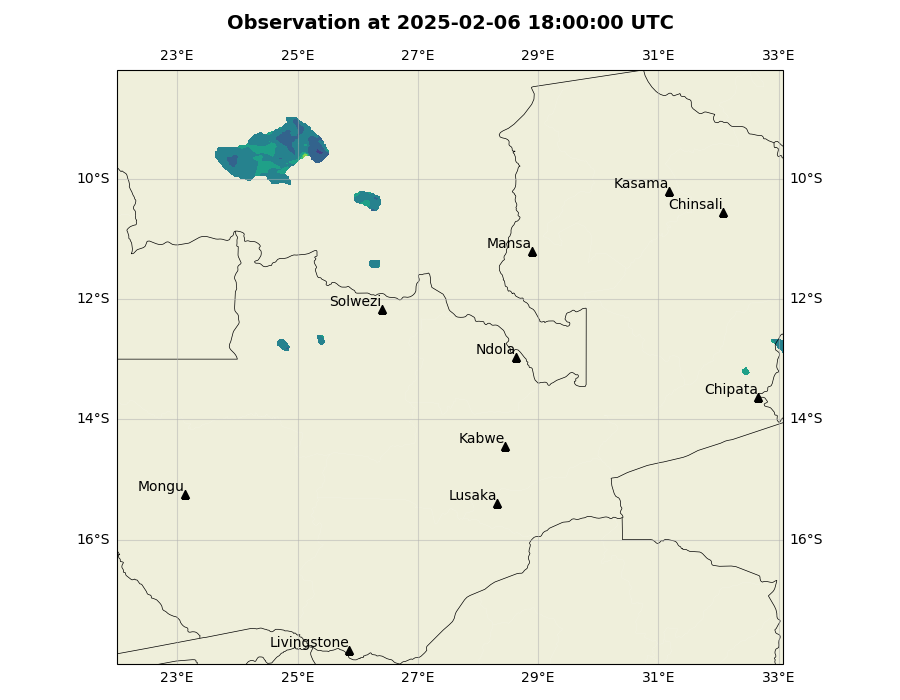 Observation at 2025-02-06 18:00:00 UTC
23°E 25°E 27°E 29°E 31°E 33°E
10°S 10°S
Kasama
Chinsali
Mansa
12°S 12°S
Solwezi
Ndola
Chipata
14°S 14°S
Kabwe
Mongu
Lusaka
16°S 16°S
Livingstone
23°E 25°E 27°E 29°E 31°E 33°E